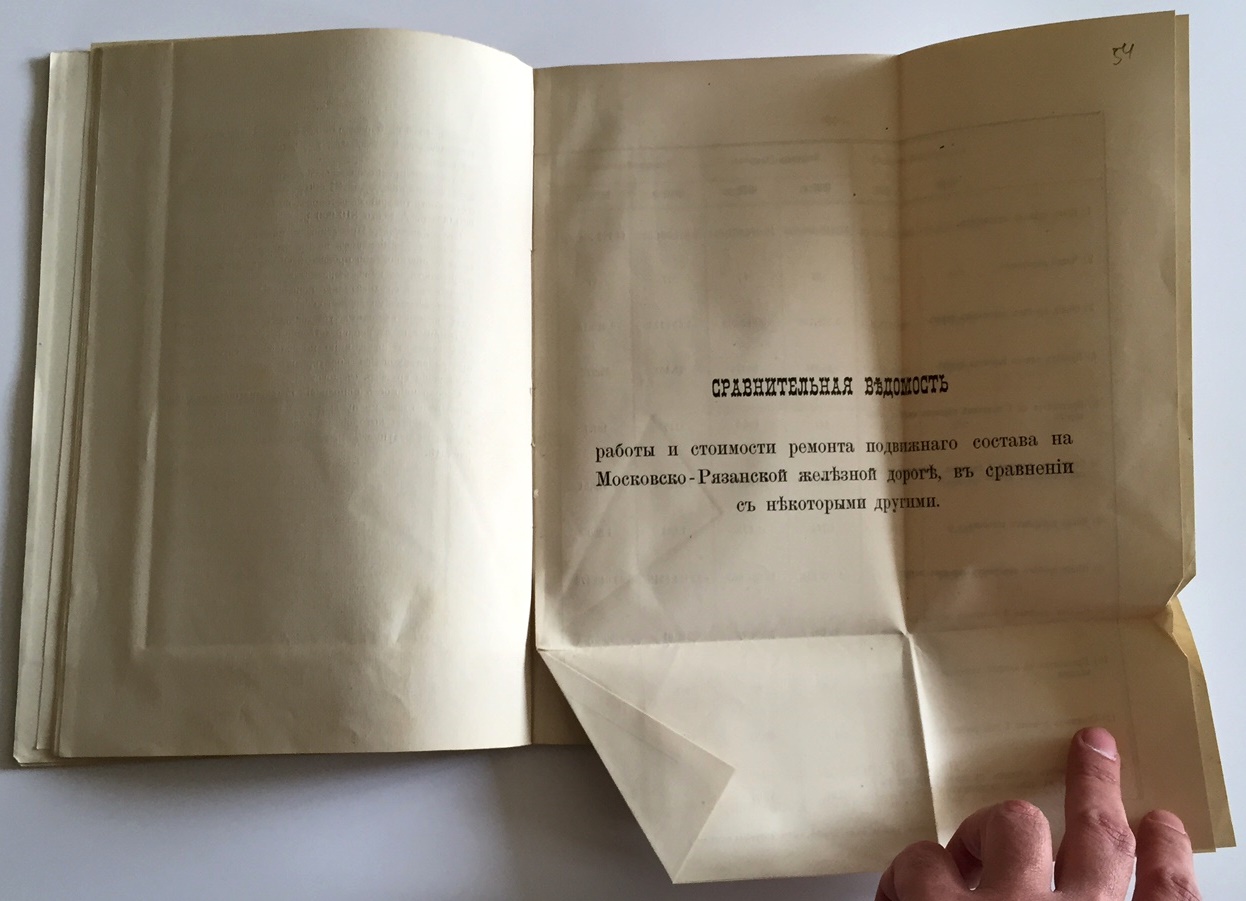 54
СРАВНИТЕЛЬНАЯ ВѢДОМОСТЬ
работы и стоимости ремонта подвижнаго состава на
Московско-Рязанской желѣзной дорогѣ, въ сравненіи
съ нѣкоторыми другими.